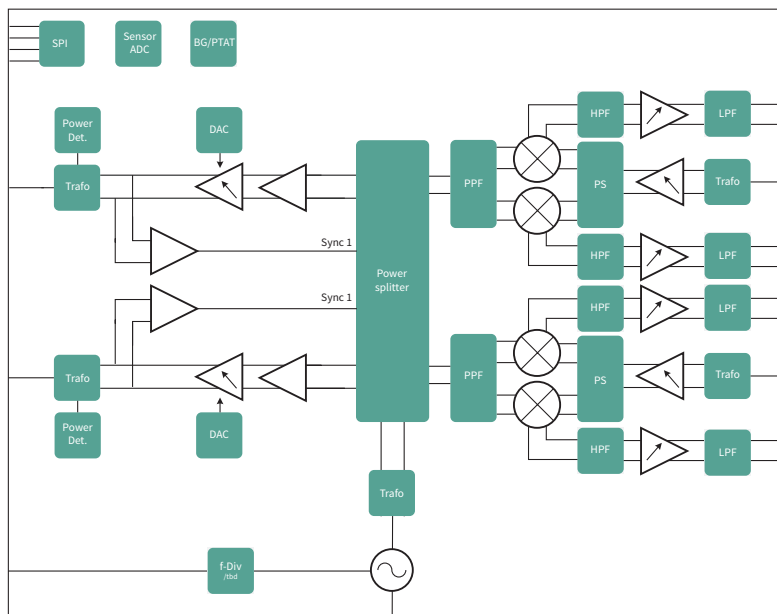 SPI
Sensor
ADC
BG/PTAT
Power
Det.
DAC
HPF
LPF
Trafo
PPF
PS
Trafo
Sync 1
HPF
LPF
Power
splitter
Sync 1
HPF
LPF
Trafo
PPF
PS
Trafo
Power
Det.
DAC
HPF
LPF
Trafo
f-Div
/tbd